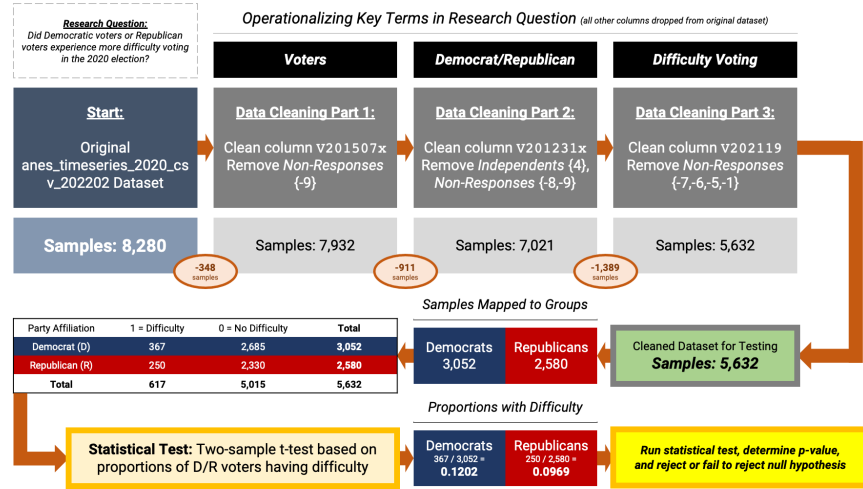 Research Question:
Did Democratic voters or Republican
voters experience more difficulty voting
in the 2020 election?
Operationalizing Key Terms in Research Question (all other columns dropped from original dataset)
Voters
Democrat/Republican
Difficulty Voting
Start:
Original
anes_timeseries_2020_cs
v_202202 Dataset
Data Cleaning Part 1:
Clean column V201507x
Remove Non-Responses
{-9}
Data Cleaning Part 2:
Clean column V201231x
Remove Independents {4},
Non-Responses {-8,-9}
Data Cleaning Part 3:
Clean column V202119
Remove Non-Responses
{-7,-6,-5,-1}
Samples: 8,280
Samples: 7,932
Samples: 7,021
Samples: 5,632
-348
samples
-911
samples
-1,389
samples
Samples Mapped to Groups
Party Affiliation 1 = Difficulty 0 = No Difficulty Total
Democrat (D) 367 2,685 3,052
Republican (R) 250 2,330 2,580
Total 617 5,015 5,632
Democrats
3,052
Republicans
2,580
Cleaned Dataset for Testing
Samples: 5,632
Proportions with Difficulty
Statistical Test: Two-sample t-test based on
proportions of D/R voters having difficulty
Democrats
367 / 3,052 =
0.1202
Republicans
250 / 2,580 =
0.0969
Run statistical test, determine p-value,
and reject or fail to reject null hypothesis